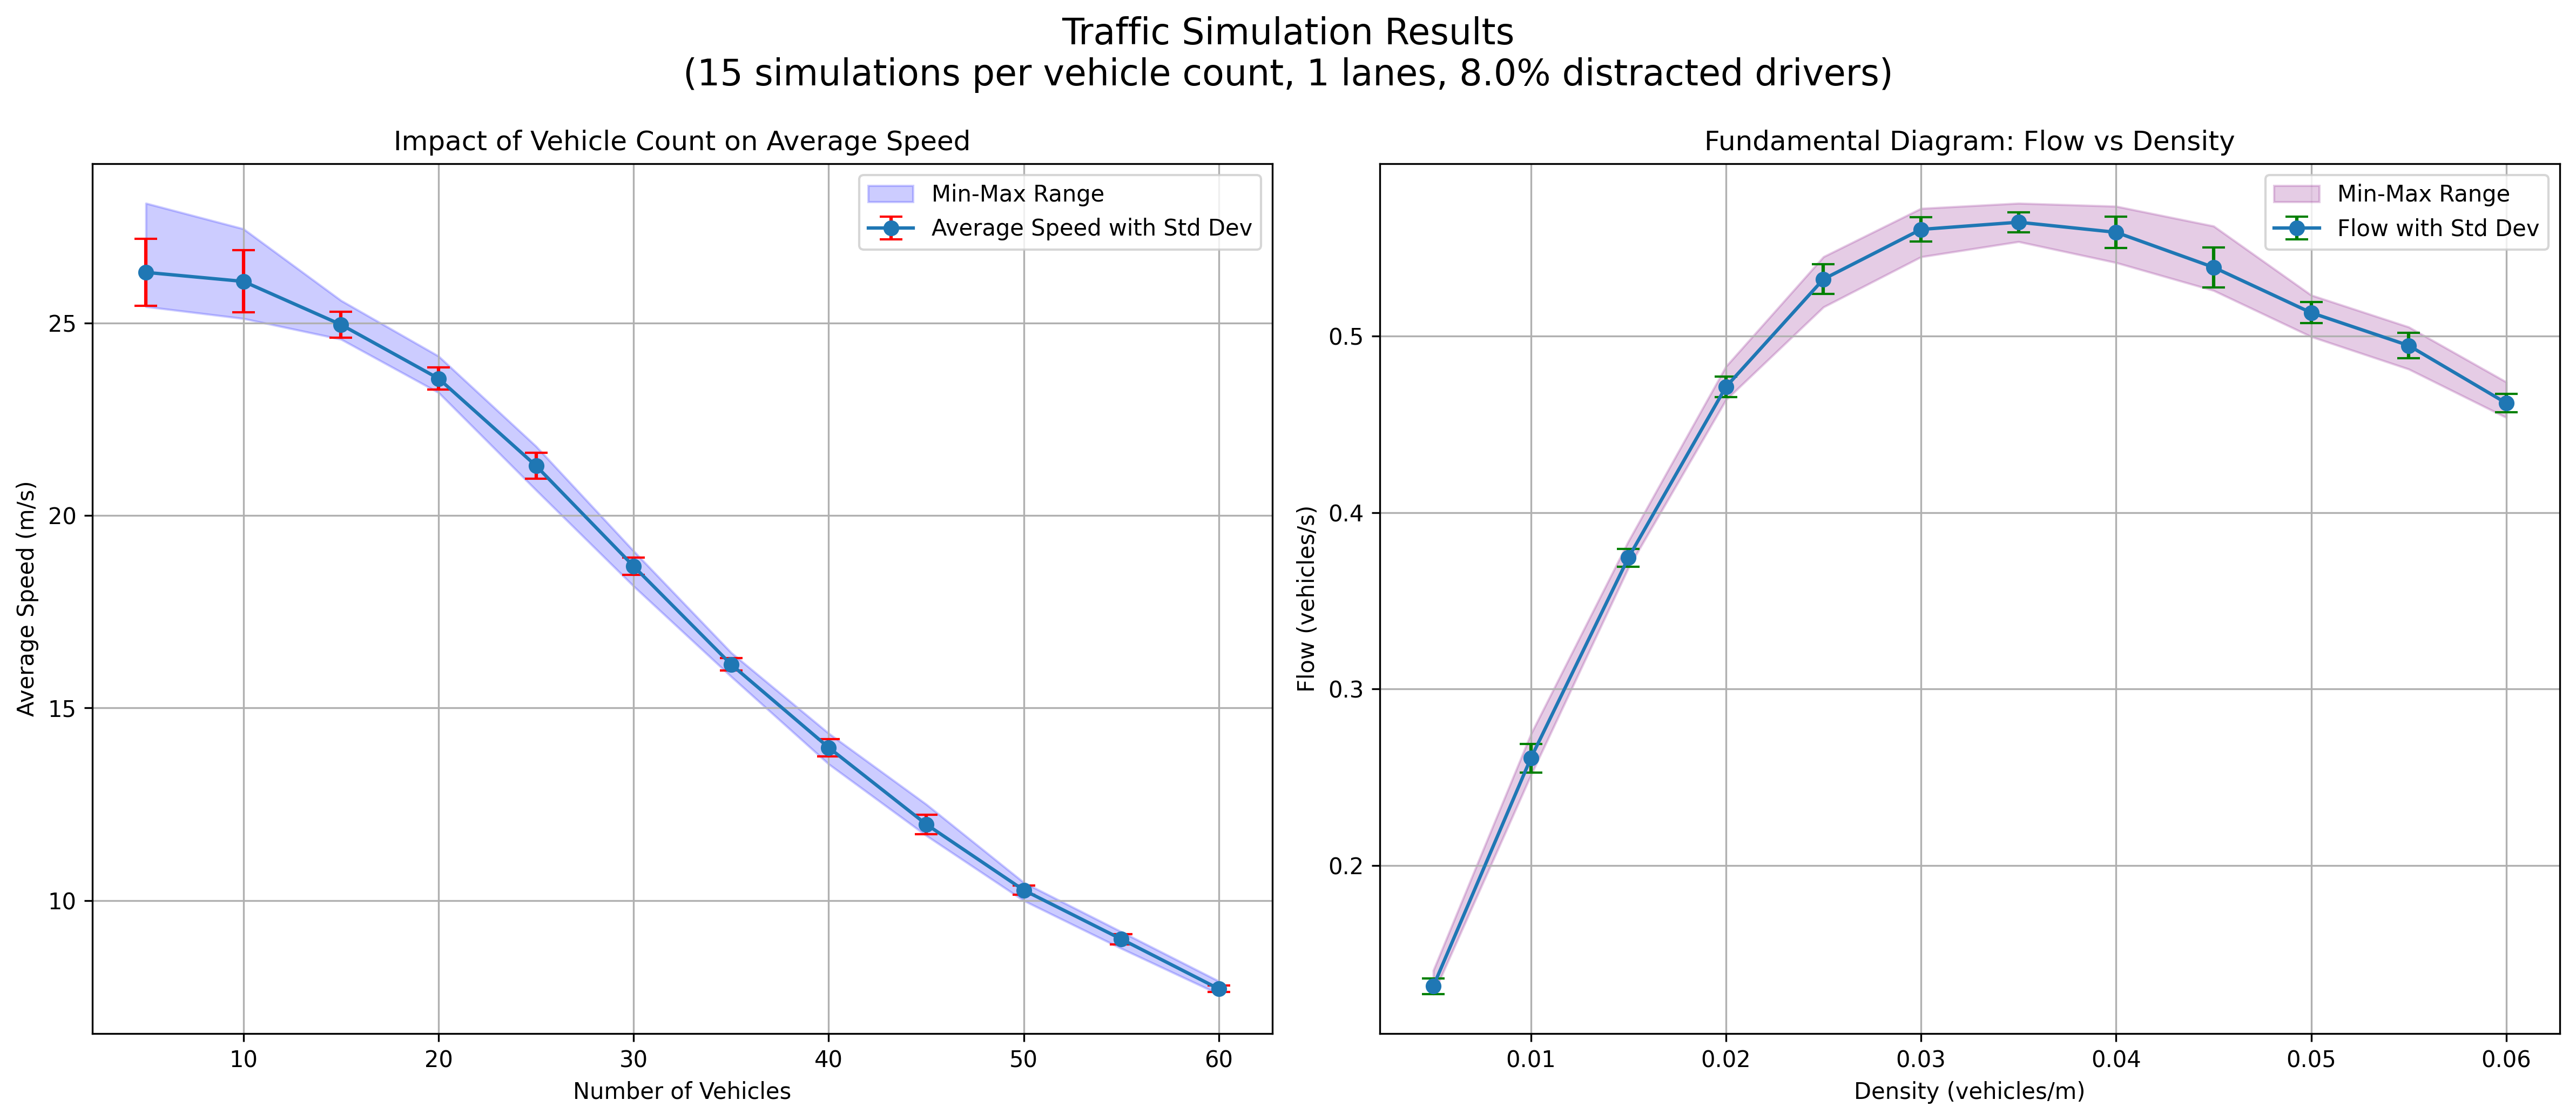 Traffic Simulation Results
(15 simulations per vehicle count, 1 lanes, 8.0% distracted drivers)
Impact of Vehicle Count on Average Speed
Min-Max Range
Average Speed with Std Dev
Average Speed (m/s)
25
20
15
10
10
20
30
40
50
60
Number of Vehicles
Fundamental Diagram: Flow vs Density
Min-Max Range
Flow with Std Dev
Flow (vehicles/s)
0.5
0.4
0.3
0.2
0.01
0.02
0.03
0.04
0.05
0.06
Density (vehicles/m)